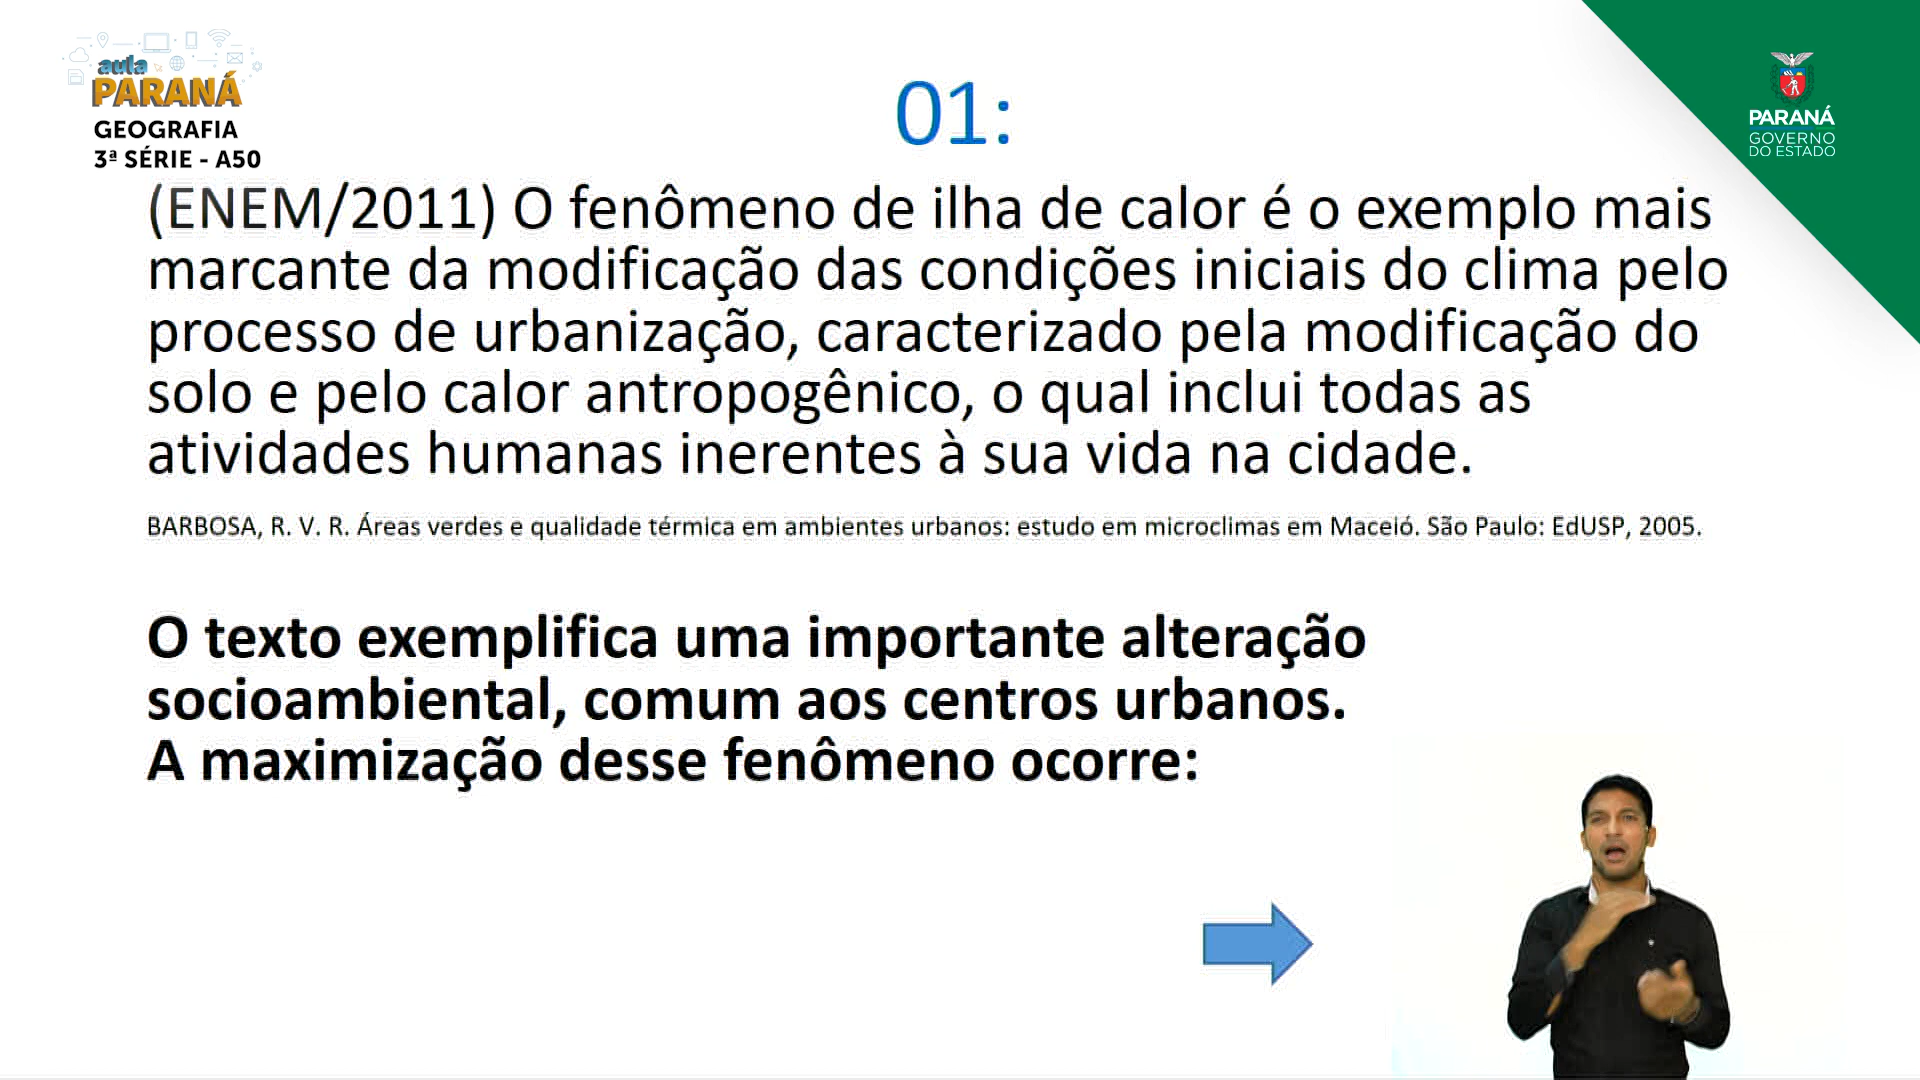 aula
PARANÁ
GEOGRAFIA
3ª SÉRIE - A50
01:
PARANÁ
GOVERNO
DO ESTADO
(ENEM/2011) O fenômeno de ilha de calor é o exemplo mais
marcante da modificação das condições iniciais do clima pelo
processo de urbanização, caracterizado pela modificação do
solo e pelo calor antropogênico, o qual inclui todas as
atividades humanas inerentes à sua vida na cidade.
BARBOSA, R. V. R. Áreas verdes e qualidade térmica em ambientes urbanos: estudo em microclimas em Maceió. São Paulo: EdUSP, 2005.
O texto exemplifica uma importante alteração
socioambiental, comum aos centros urbanos.
A maximização desse fenômeno ocorre: